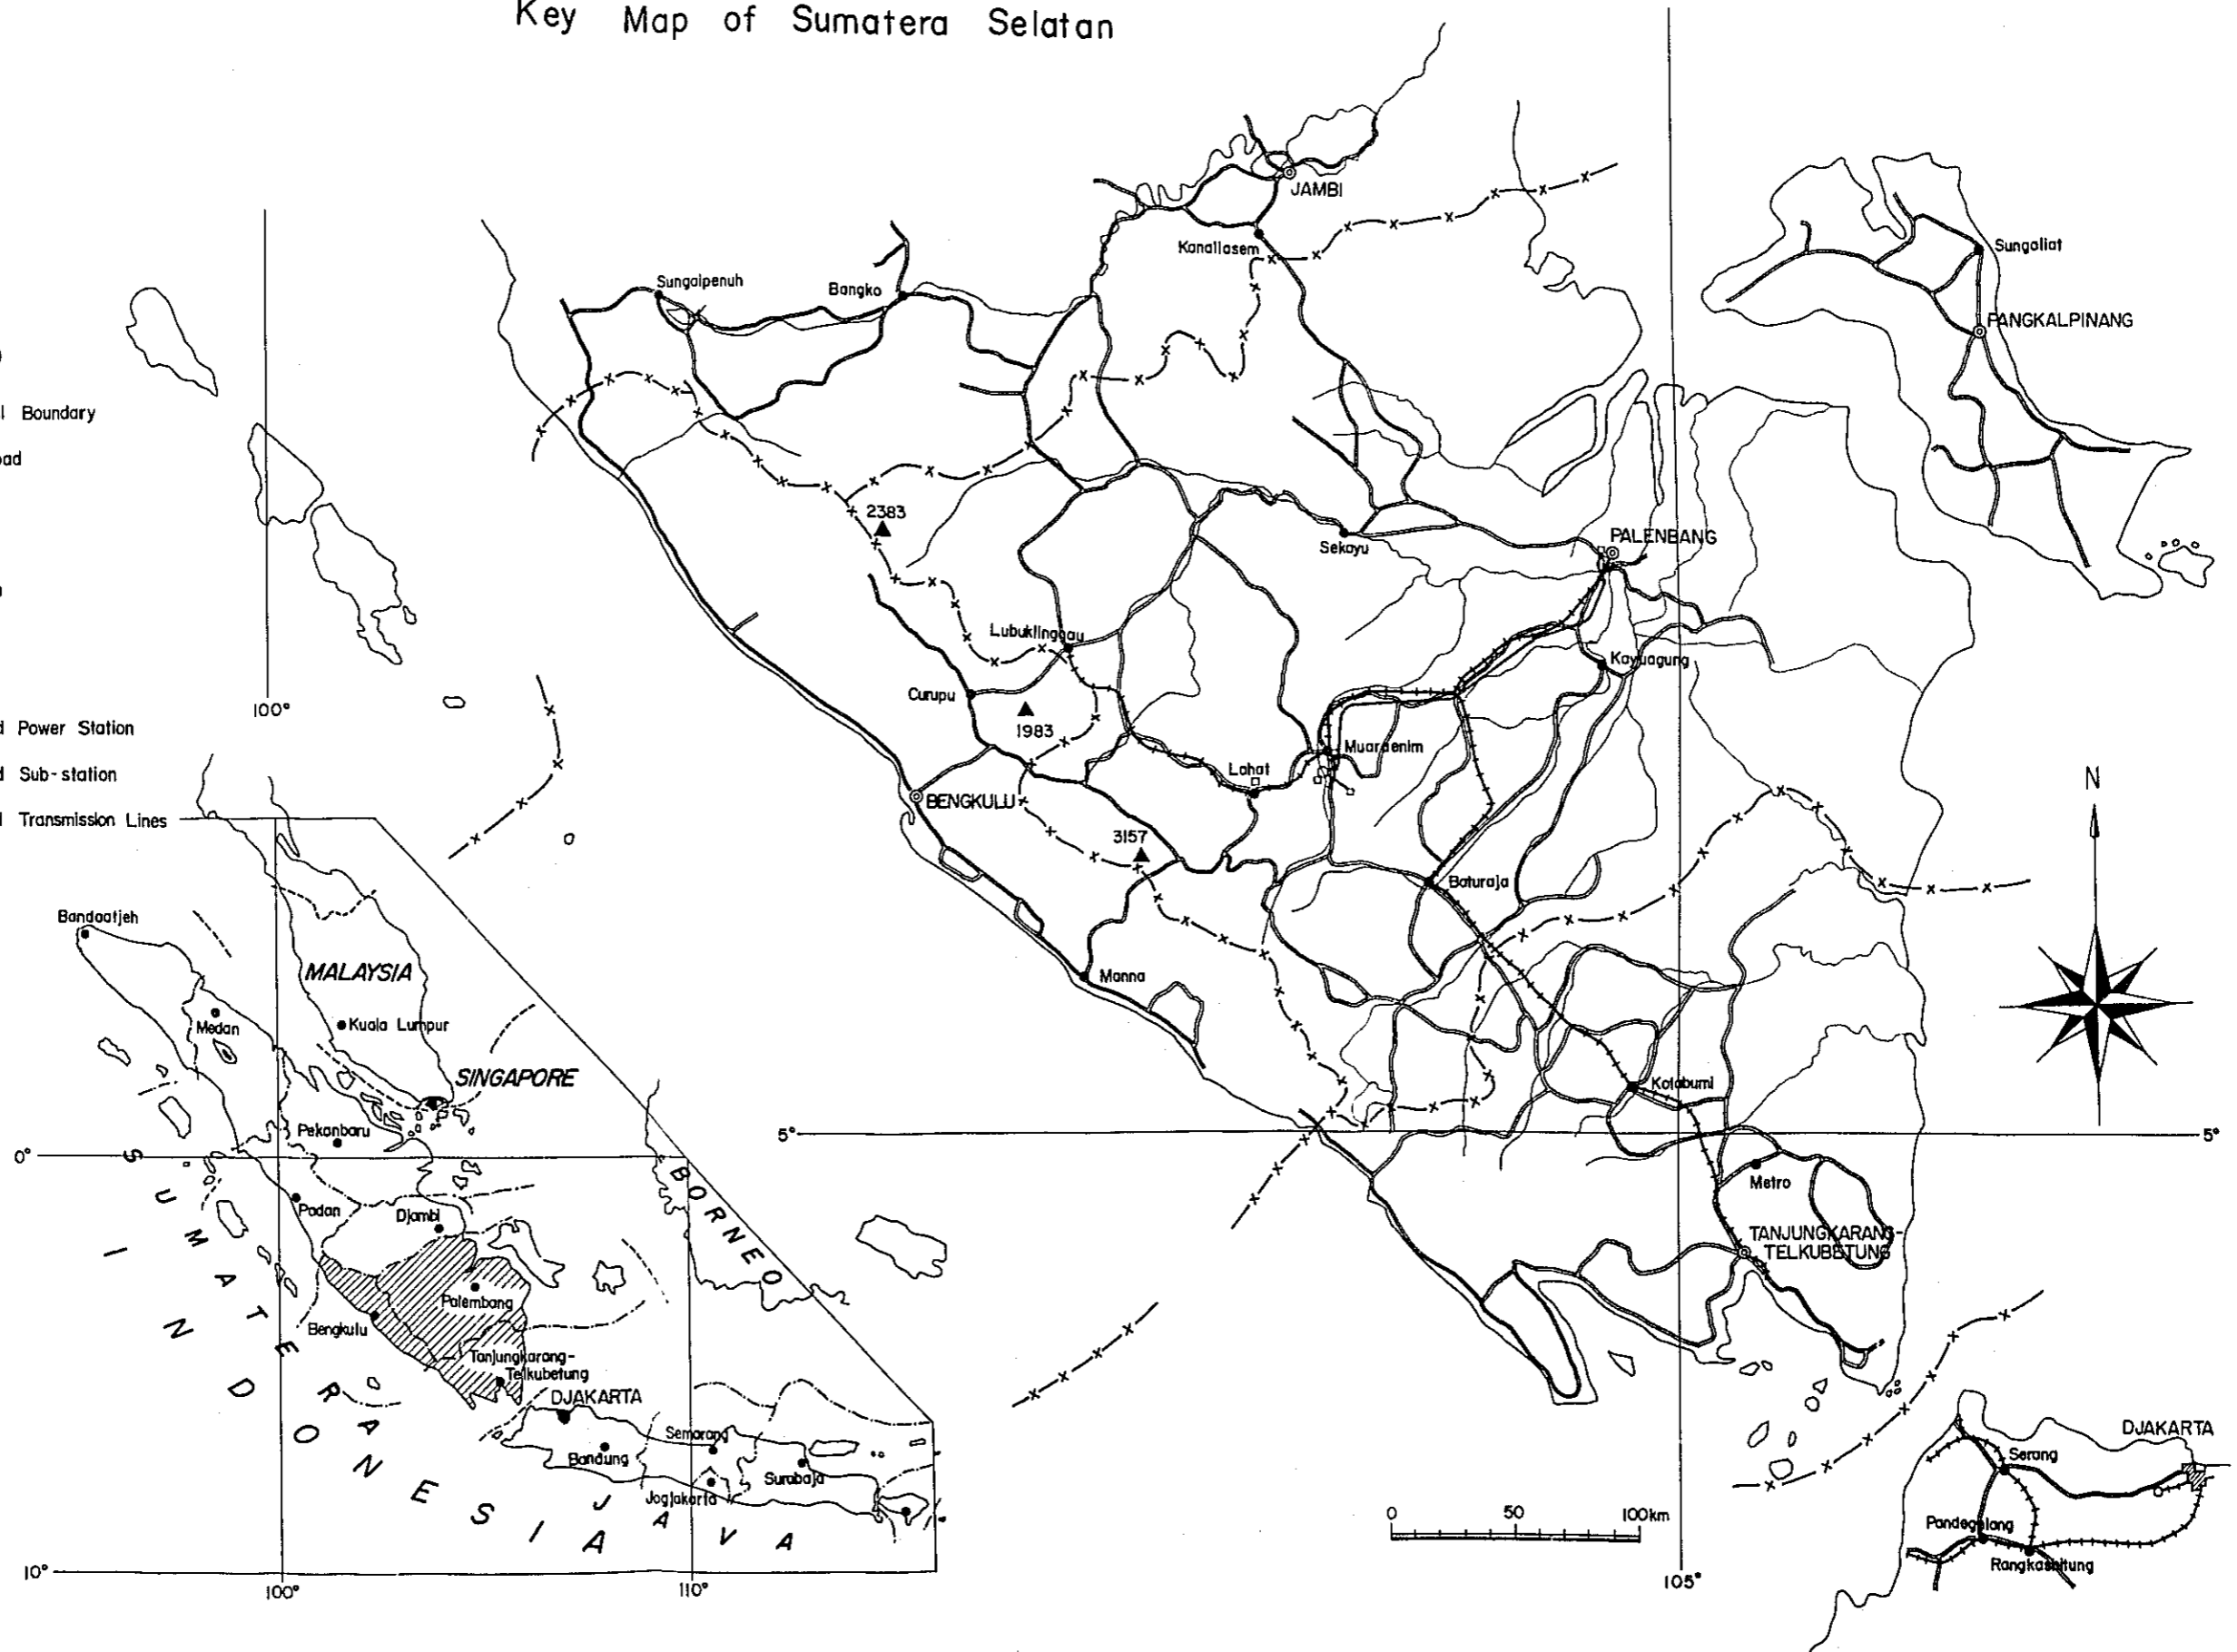 Key Map of Sumatera Selatan
JAMBI
Kanallasem
Sungaipenuh
Bangko
Sungaliat
PANGKALPINANG
Boundary
2383
Sekayu
PALENBANG
Lubuklinggau
Kayuagung
Curupu
100°
1983
Power Station
Muaraenim
Sub-station
Lahat
N
BENGKULU
Transmission Lines
3157
Baturaja
Bandaatjeh
MALAYSIA
Manna
Medan
Kuala Lumpur
SINGAPORE
Kotabumi
Pekanbaru
5°
5°
0°
Metro
Padan
Djambi
BORNEO
TANJUNGKARANG-
TELKUBETUNG
Palembang
Bengkulu
Tanjungkarang-
Telkubetung
DJAKARTA
SUMATERA
INDONESIA
JAVA
Semarang
Bandung
Surabaja
Jogjakarta
DJAKARTA
Serang
0 50 100km
Pandegelang
Rangkasbitung
10°
100°
110°
105°